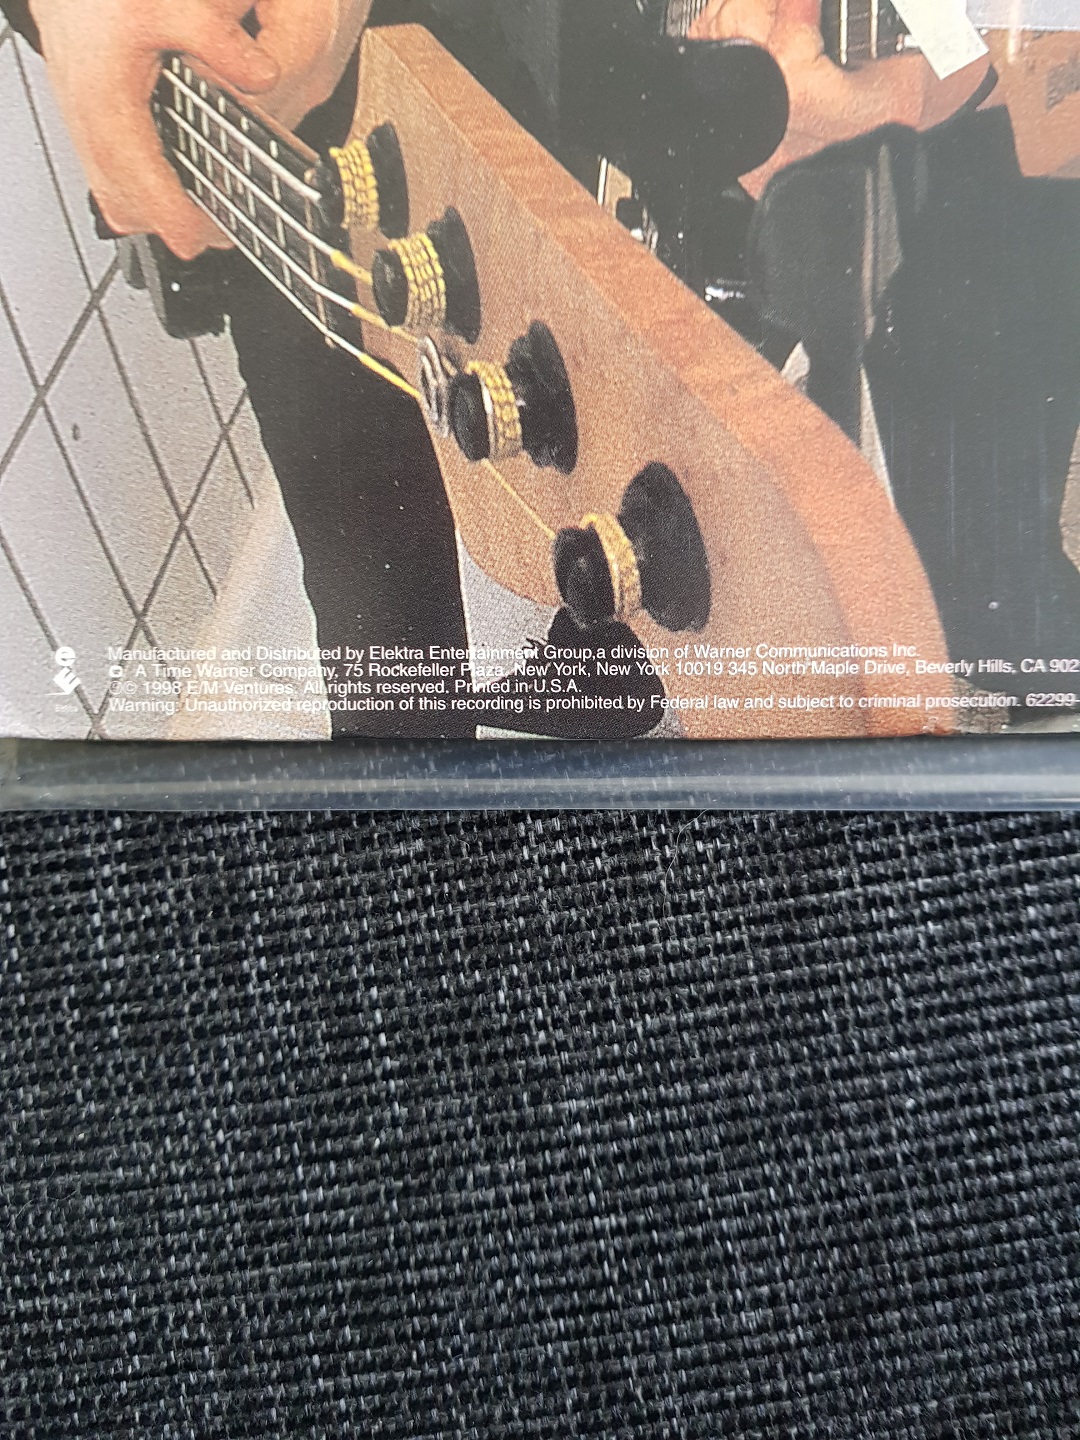 Manufactured and Distributed by Elektra Entertainment Group,a division of Warner Communications Inc.
A Time Warner Company, 75 Rockefeller Plaza, New York, New York 10019 345 North Maple Drive, Beverly Hills, CA 902
℗© 1998 E/M Ventures. All rights reserved. Printed in U.S.A.
Warning: Unauthorized reproduction of this recording is prohibited by Federal law and subject to criminal prosecution. 62299-